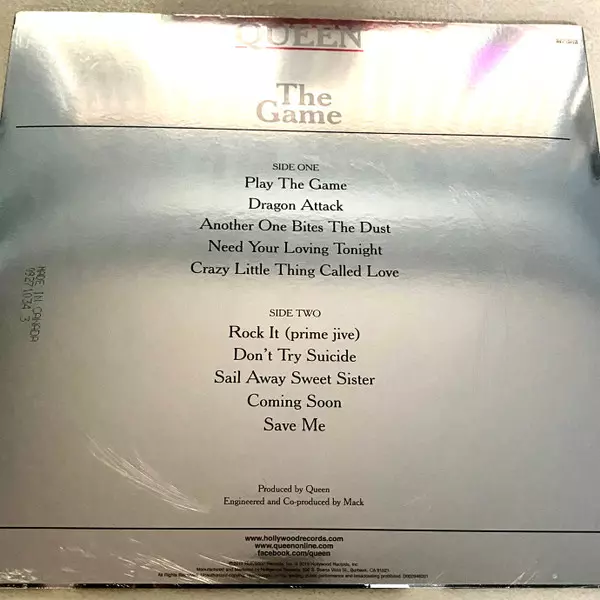 QUEEN
The
Game
SIDE ONE
Play The Game
Dragon Attack
Another One Bites The Dust
Need Your Loving Tonight
Crazy Little Thing Called Love
MADE IN CANADA
SIDE TWO
Rock It (prime jive)
Don't Try Suicide
Sail Away Sweet Sister
Coming Soon
Save Me
Produced by Queen
Engineered and Co-produced by Mack
www.hollywoodrecords.com
www.queenonline.com
facebook.com/queen